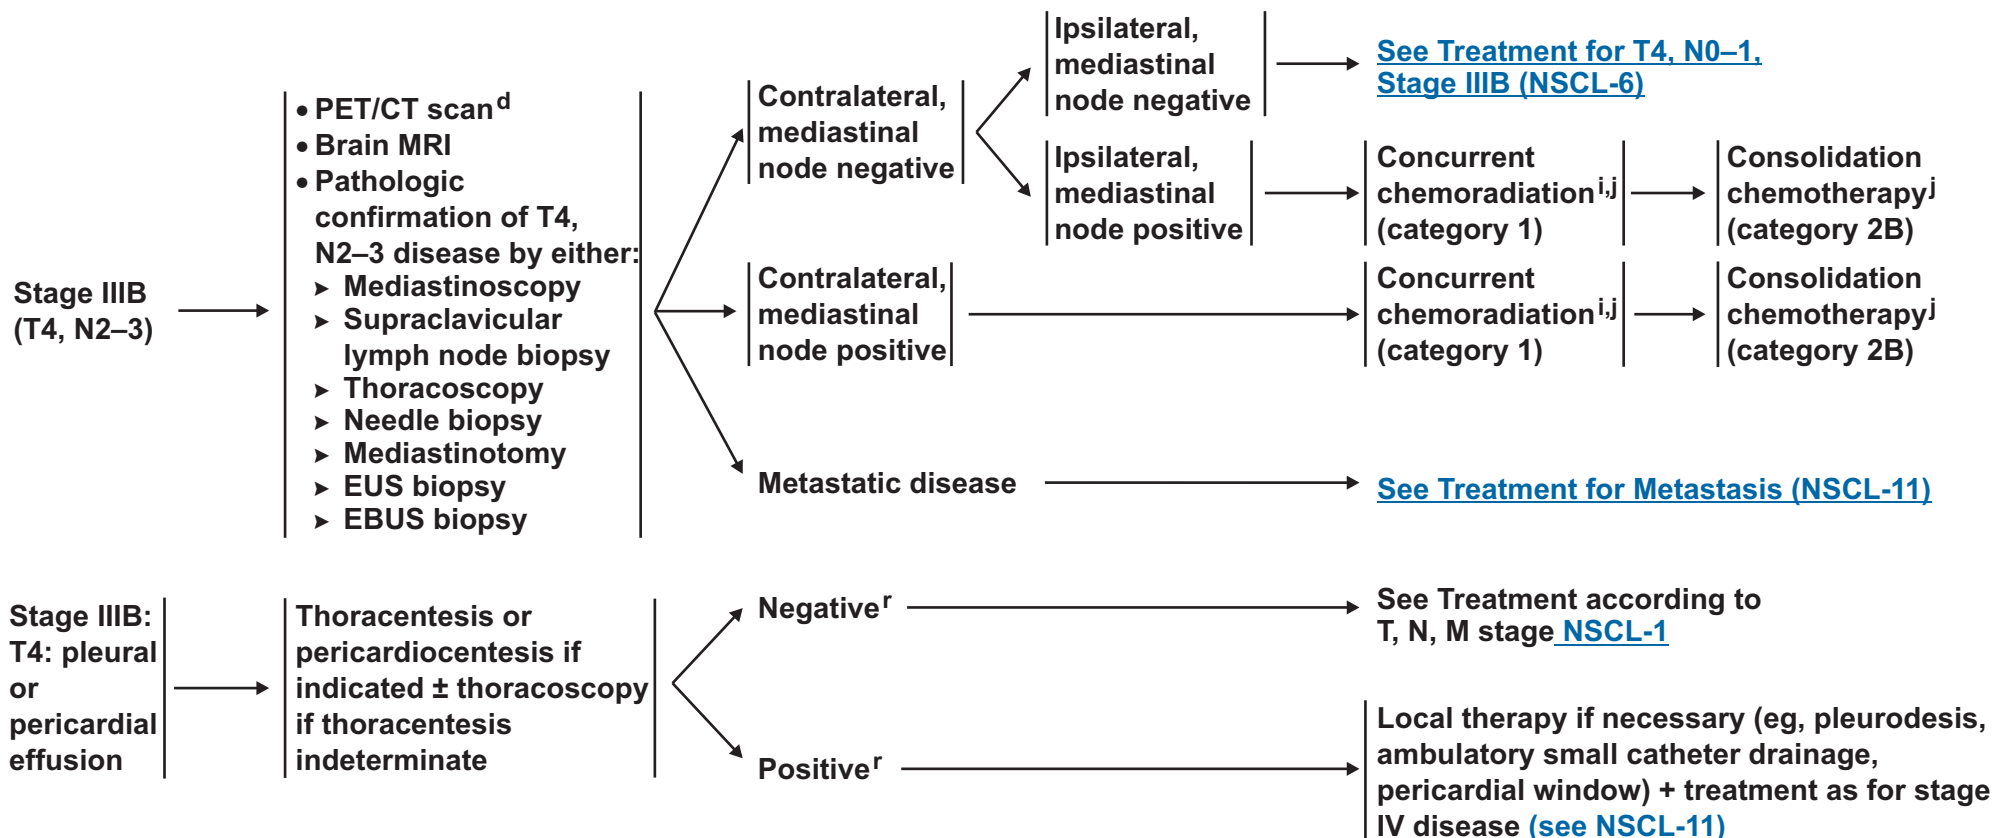 Stage IIIB
(T4, N2–3)
• PET/CT scan d
• Brain MRI
• Pathologic
confirmation of T4,
N2–3 disease by either:
➤ Mediastinoscopy
➤ Supraclavicular
lymph node biopsy
➤ Thoracoscopy
➤ Needle biopsy
➤ Mediastinotomy
➤ EUS biopsy
➤ EBUS biopsy
Contralateral,
mediastinal
node negative
Ipsilateral,
mediastinal
node negative
See Treatment for T4, N0–1,
Stage IIIB (NSCL-6)
Ipsilateral,
mediastinal
node positive
Concurrent
chemoradiation i,j
(category 1)
Consolidation
chemotherapy j
(category 2B)
Contralateral,
mediastinal
node positive
Concurrent
chemoradiation i,j
(category 1)
Consolidation
chemotherapy j
(category 2B)
Metastatic disease
See Treatment for Metastasis (NSCL-11)
Stage IIIB:
T4: pleural
or
pericardial
effusion
Thoracentesis or
pericardiocentesis if
indicated ± thoracoscopy
if thoracentesis
indeterminate
Negative r
See Treatment according to
T, N, M stage NSCL-1
Positive r
Local therapy if necessary (eg, pleurodesis,
ambulatory small catheter drainage,
pericardial window) + treatment as for stage
IV disease (see NSCL-11)